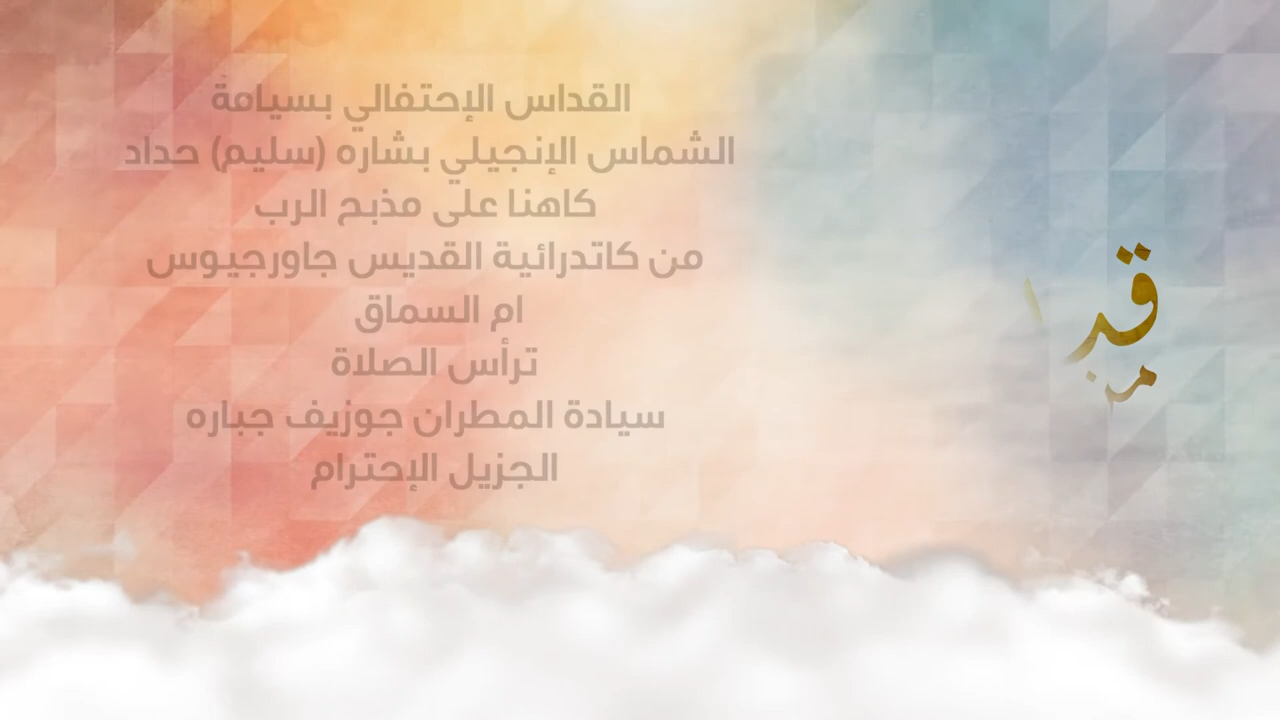 القداس الإحتفالي بسيامة
الشماس الإنجيلي بشاره (سليم) حداد
كاهنا على مذبح الرب
من كاتدرائية القديس جاورجيوس
ام السماق
ترأس الصلاة
سيادة المطران جوزيف جباره
الجزيل الإحترام